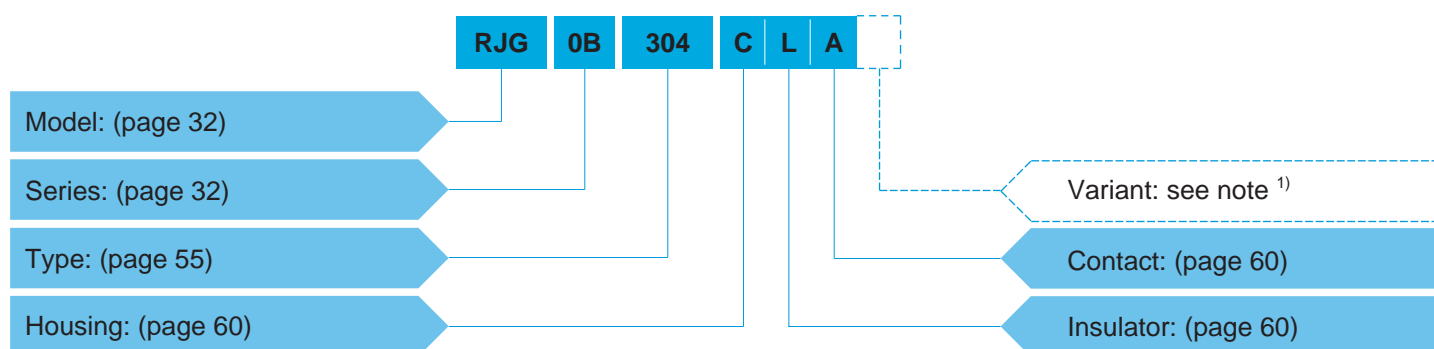 RJG 0B 304 C L A
Model: (page 32)
Series: (page 32)
Variant: see note 1)
Type: (page 55)
Contact: (page 60)
Housing: (page 60)
Insulator: (page 60)